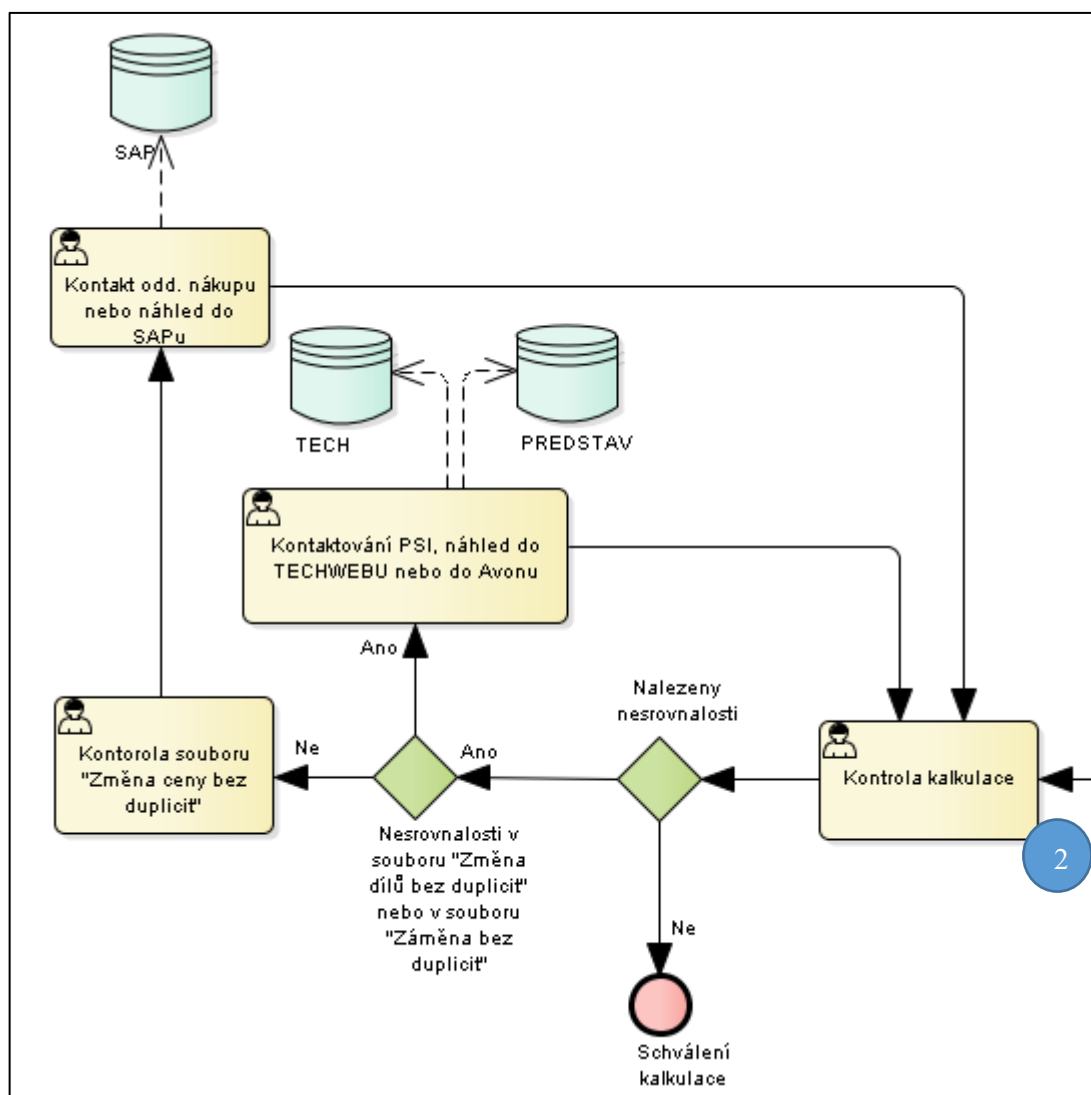 SAP
Kontakt odd. nákupu
nebo náhled do
SAPu
TECH
PREDSTAV
Kontaktování PSI, náhled do
TECHWEBU nebo do Avonu
Ano
Nalezeny
nesrovnalosti
Kontorola souboru
"Změna ceny bez
duplicit"
Ne
Ano
Kontrola kalkulace
2
Nesrovnalosti v
souboru "Změna
dílů bez duplicit"
nebo v souboru
"Záměna bez
duplicit"
Ne
Schválení
kalkulace